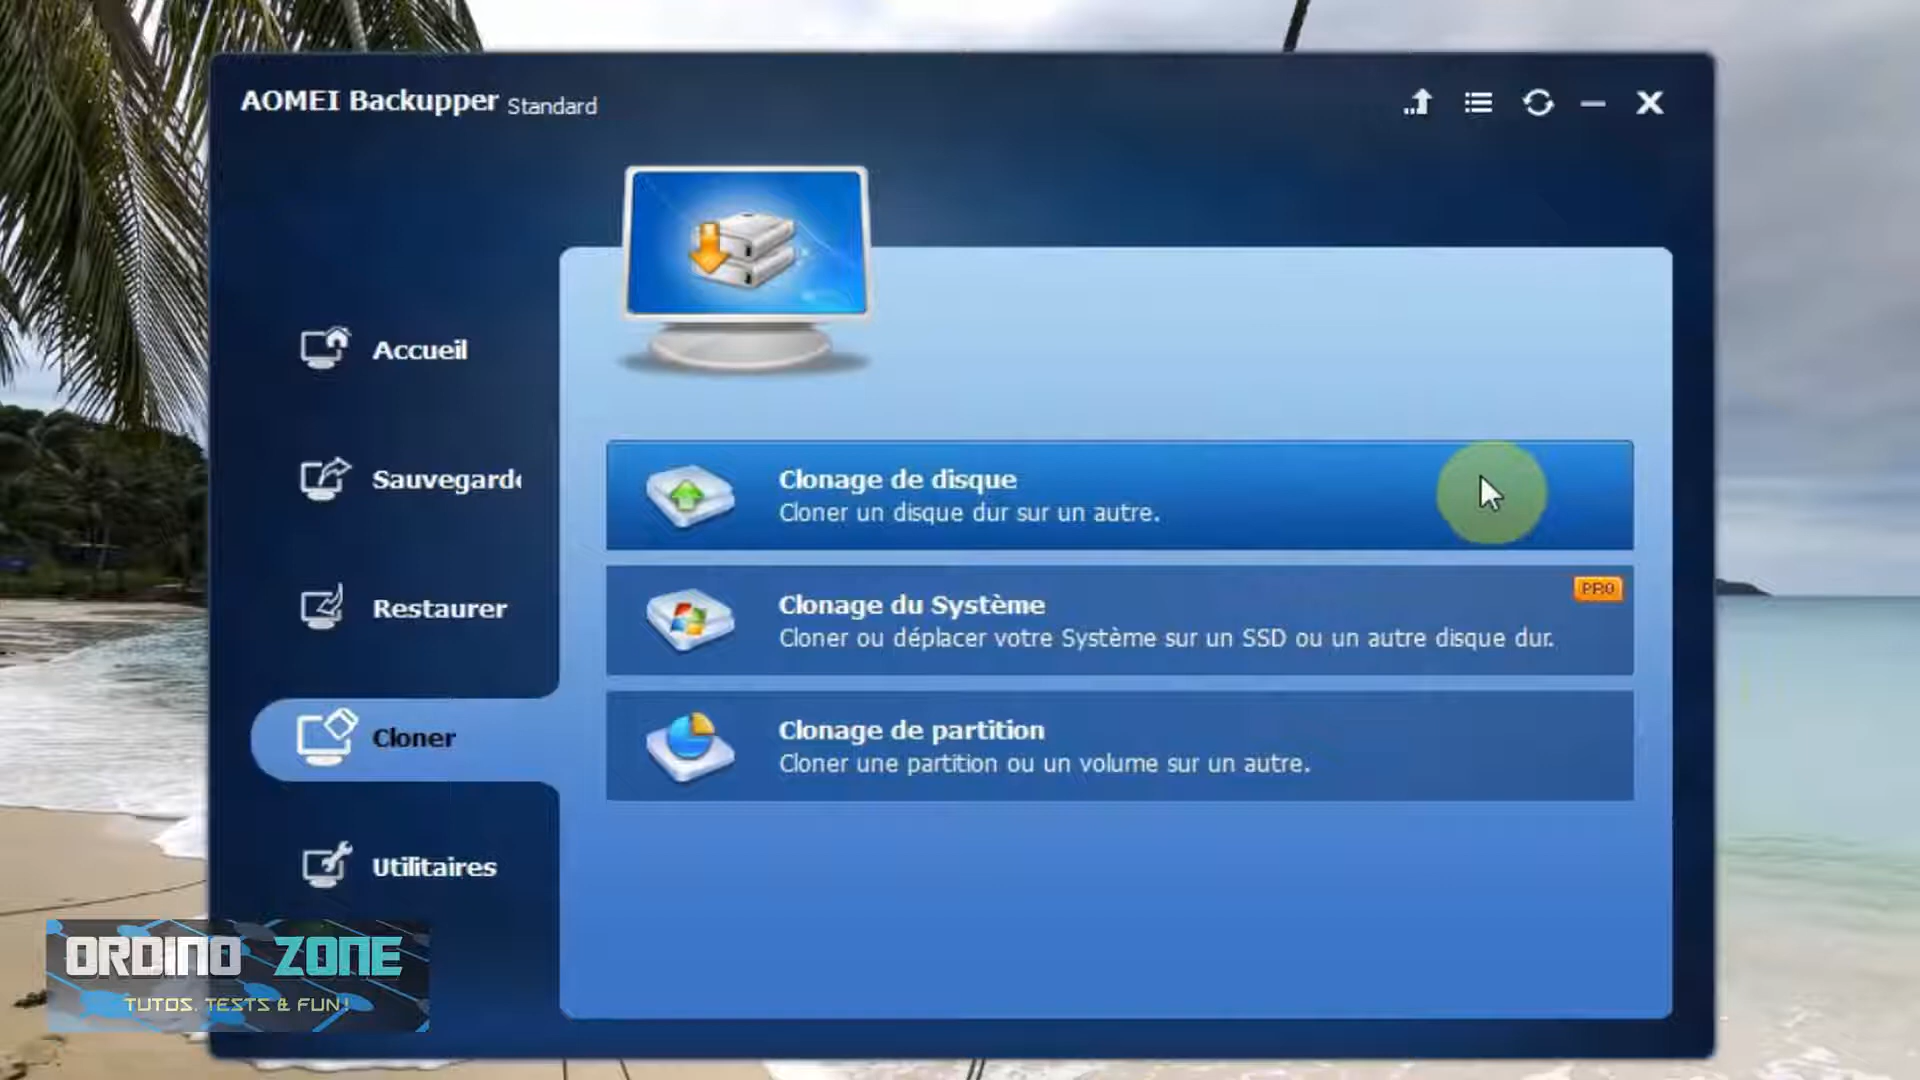 AOMEI Backupper Standard
Accueil
Sauvegard
Restaurer
Cloner
Utilitaires
Clonage de disque
Cloner un disque dur sur un autre.
PRO
Clonage du Système
Cloner ou déplacer votre Système sur un SSD ou un autre disque dur.
Clonage de partition
Cloner une partition ou un volume sur un autre.
ORDINO ZONE
TUTOS, TESTS & FUN!